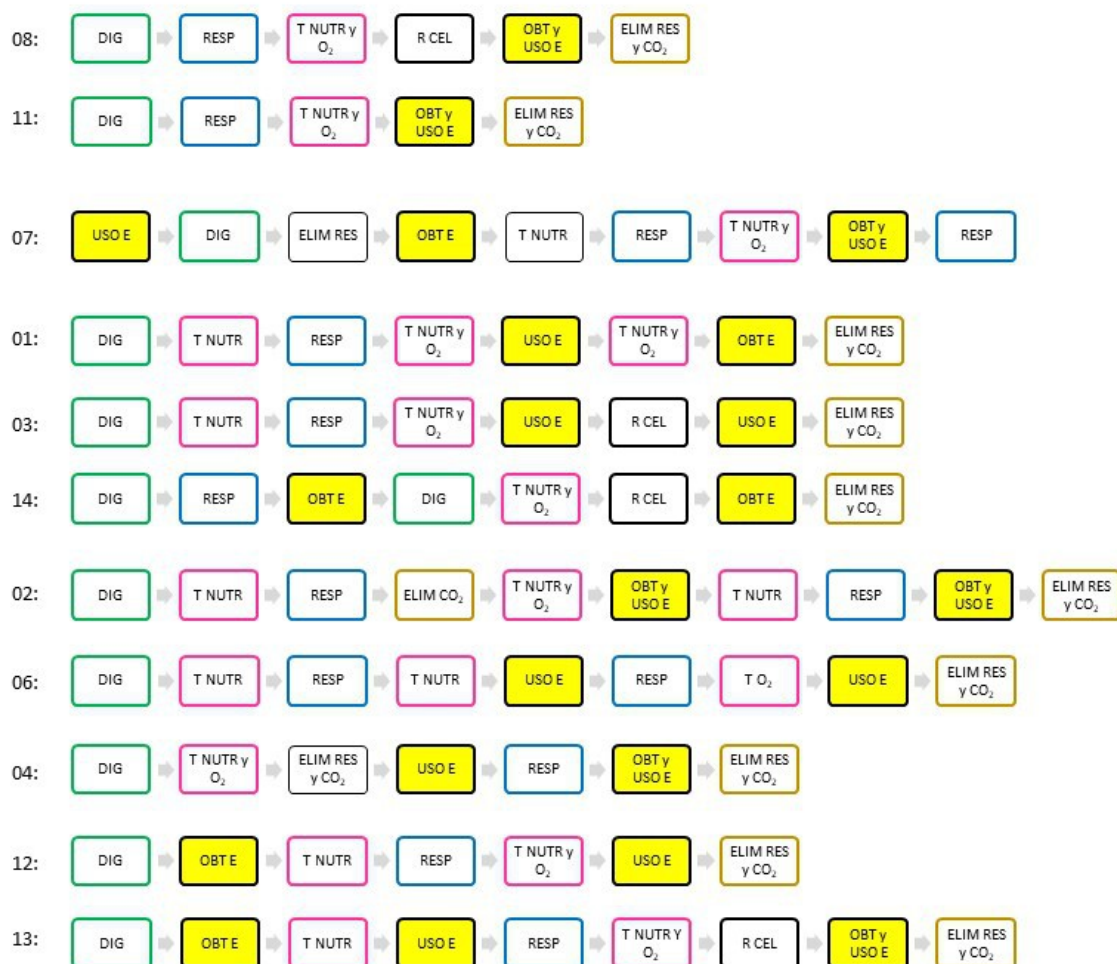 08: DIG RESP T NUTR y O₂ R CEL OBT y USO E ELIM RES y CO₂
11: DIG RESP T NUTR y O₂ OBT y USO E ELIM RES y CO₂
07: USO E DIG ELIM RES OBT E T NUTR RESP T NUTR y O₂ OBT y USO E RESP
01: DIG T NUTR RESP T NUTR y O₂ USO E T NUTR y O₂ OBT E ELIM RES y CO₂
03: DIG T NUTR RESP T NUTR y O₂ USO E R CEL USO E ELIM RES y CO₂
14: DIG RESP OBT E DIG T NUTR y O₂ R CEL OBT E ELIM RES y CO₂
02: DIG T NUTR RESP ELIM CO₂ T NUTR y O₂ OBT y USO E T NUTR RESP OBT y USO E ELIM RES y CO₂
06: DIG T NUTR RESP T NUTR USO E RESP T O₂ USO E ELIM RES y CO₂
04: DIG T NUTR y O₂ ELIM RES y CO₂ USO E RESP OBT y USO E ELIM RES y CO₂
12: DIG OBT E T NUTR RESP T NUTR y O₂ USO E ELIM RES y CO₂
13: DIG OBT E T NUTR USO E RESP T NUTR Y O₂ R CEL OBT y USO E ELIM RES y CO₂